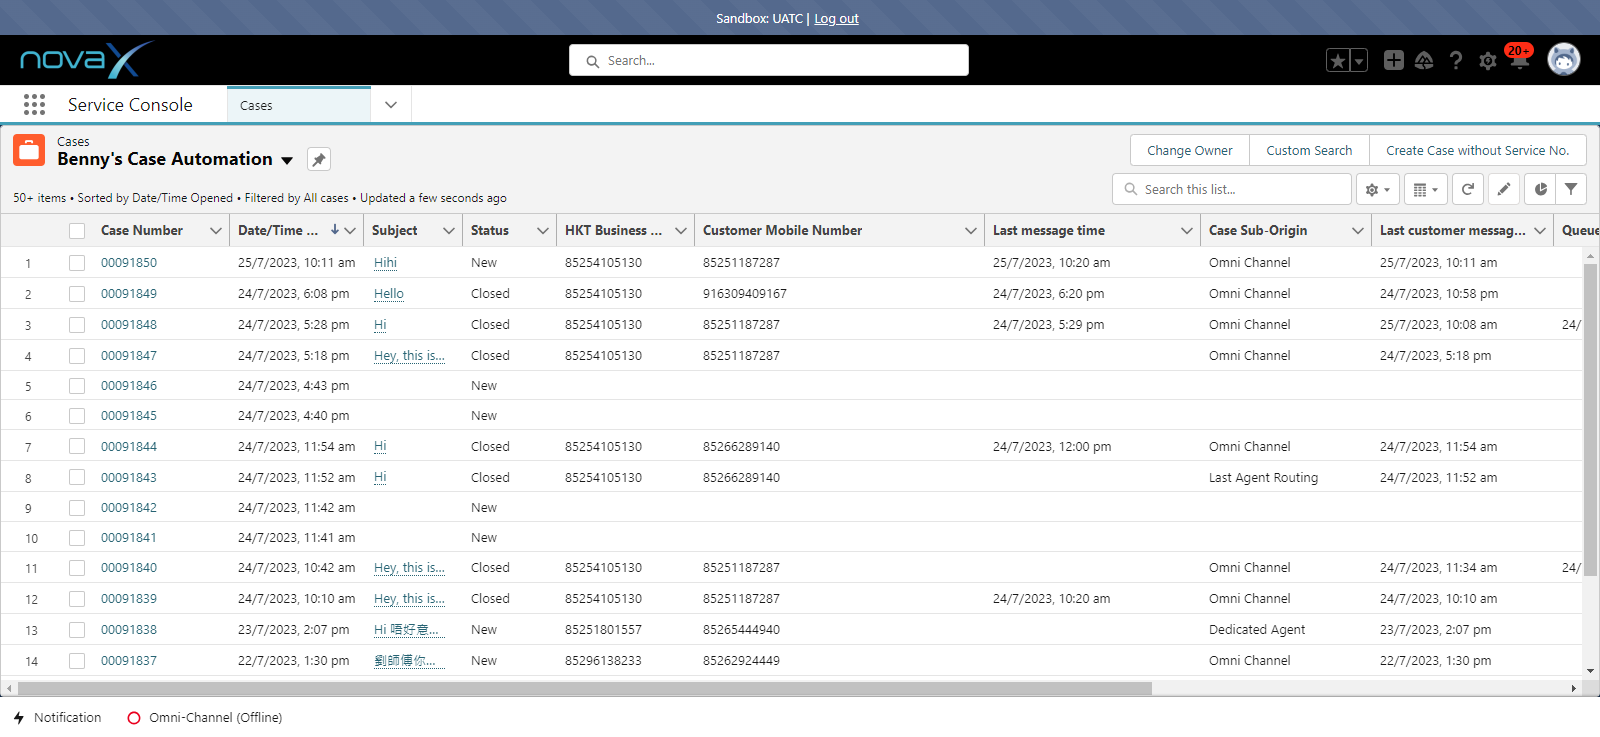 Sandbox: UATC | Log out
novaX
Search...
20+
Service Console
Cases
Cases
Benny's Case Automation
Change Owner
Custom Search
Create Case without Service No.
50+ items • Sorted by Date/Time Opened • Filtered by All cases • Updated a few seconds ago
Search this list...
Case Number Date/Time ... Subject Status HKT Business ... Customer Mobile Number Last message time Case Sub-Origin Last customer messag... Queue
1 00091850 25/7/2023, 10:11 am Hihi New 85254105130 85251187287 25/7/2023, 10:20 am Omni Channel 25/7/2023, 10:11 am
2 00091849 24/7/2023, 6:08 pm Hello Closed 85254105130 916309409167 24/7/2023, 6:20 pm Omni Channel 24/7/2023, 10:58 pm
3 00091848 24/7/2023, 5:28 pm Hi Closed 85254105130 85251187287 24/7/2023, 5:29 pm Omni Channel 25/7/2023, 10:08 am 24/
4 00091847 24/7/2023, 5:18 pm Hey, this is... Closed 85254105130 85251187287 Omni Channel 24/7/2023, 5:18 pm
5 00091846 24/7/2023, 4:43 pm New
6 00091845 24/7/2023, 4:40 pm New
7 00091844 24/7/2023, 11:54 am Hi Closed 85254105130 85266289140 24/7/2023, 12:00 pm Omni Channel 24/7/2023, 11:54 am
8 00091843 24/7/2023, 11:52 am Hi Closed 85254105130 85266289140 Last Agent Routing 24/7/2023, 11:52 am
9 00091842 24/7/2023, 11:42 am New
10 00091841 24/7/2023, 11:41 am New
11 00091840 24/7/2023, 10:42 am Hey, this is... Closed 85254105130 85251187287 Omni Channel 24/7/2023, 11:34 am 24/
12 00091839 24/7/2023, 10:10 am Hey, this is... Closed 85254105130 85251187287 24/7/2023, 10:20 am Omni Channel 24/7/2023, 10:10 am
13 00091838 23/7/2023, 2:07 pm Hi 唔好意... New 85251801557 85265444940 Dedicated Agent 23/7/2023, 2:07 pm
14 00091837 22/7/2023, 1:30 pm 劉師傅你... New 85296138233 85262924449 Omni Channel 22/7/2023, 1:30 pm
Notification
Omni-Channel (Offline)